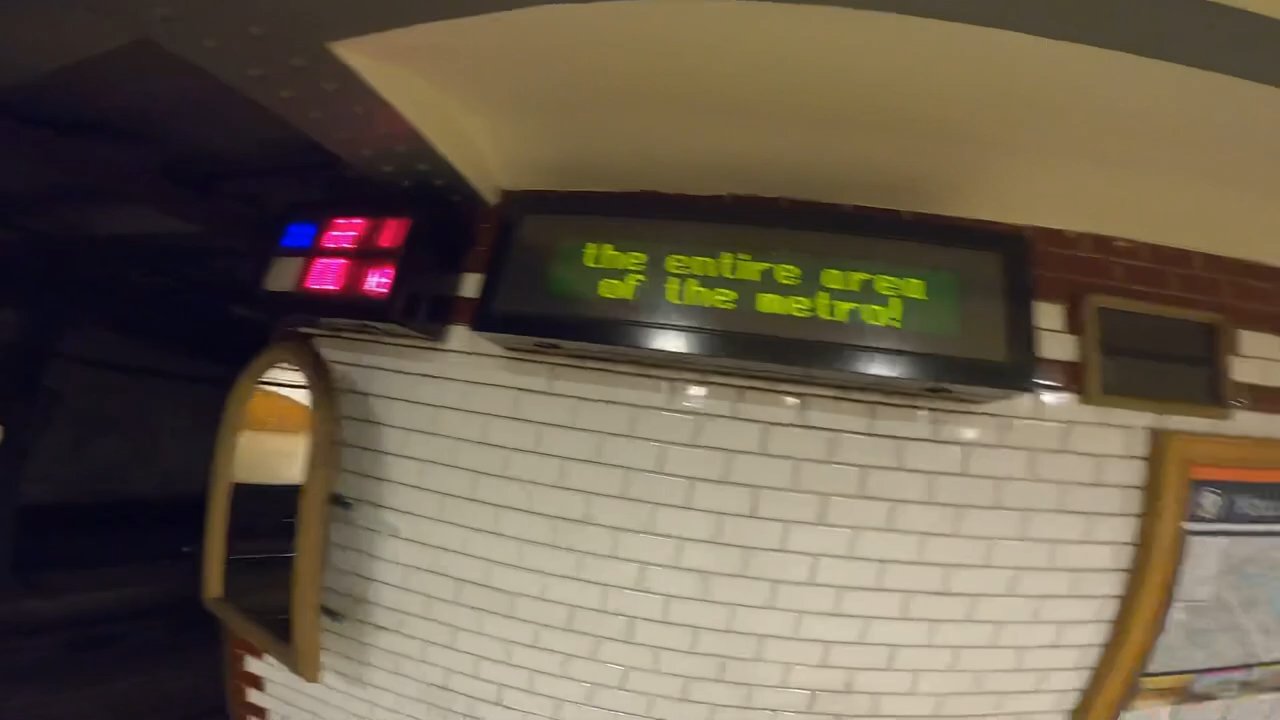 the entire area
of the metro!